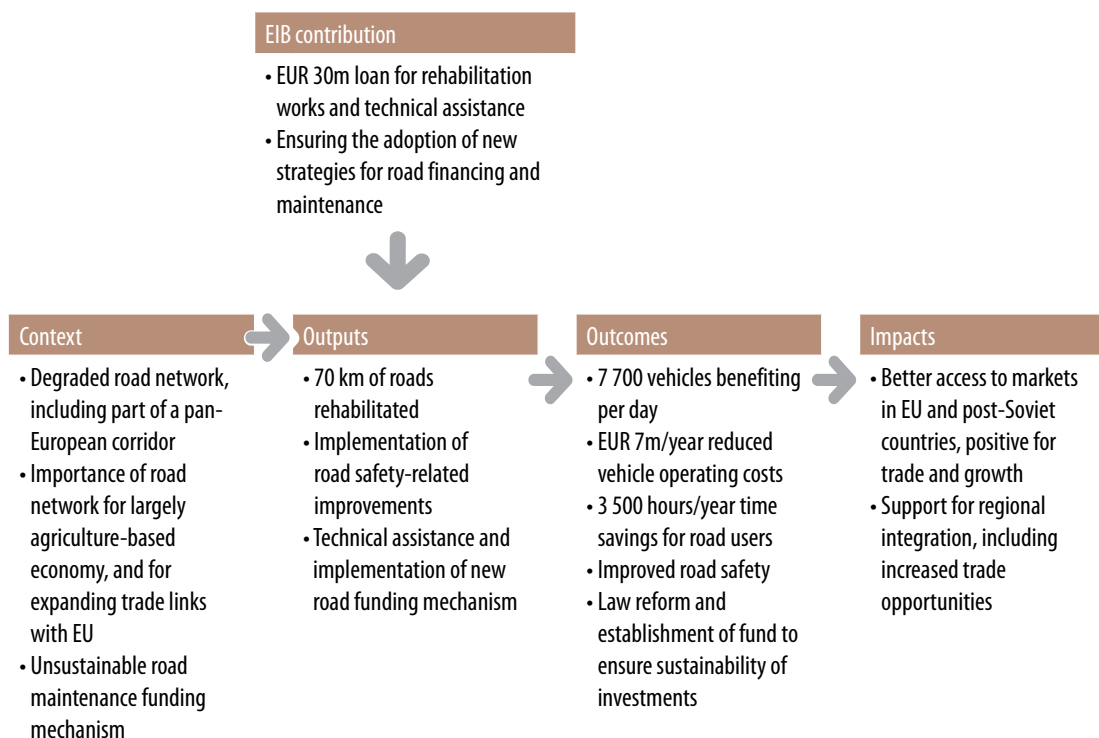 EIB contribution
• EUR 30m loan for rehabilitation
works and technical assistance
• Ensuring the adoption of new
strategies for road financing and
maintenance
Context
• Degraded road network,
including part of a pan-
European corridor
• Importance of road
network for largely
agriculture-based
economy, and for
expanding trade links
with EU
• Unsustainable road
maintenance funding
mechanism
Outputs
• 70 km of roads
rehabilitated
• Implementation of
road safety-related
improvements
• Technical assistance and
implementation of new
road funding mechanism
Outcomes
• 7 700 vehicles benefiting
per day
• EUR 7m/year reduced
vehicle operating costs
• 3 500 hours/year time
savings for road users
• Improved road safety
• Law reform and
establishment of fund to
ensure sustainability of
investments
Impacts
• Better access to markets
in EU and post-Soviet
countries, positive for
trade and growth
• Support for regional
integration, including
increased trade
opportunities